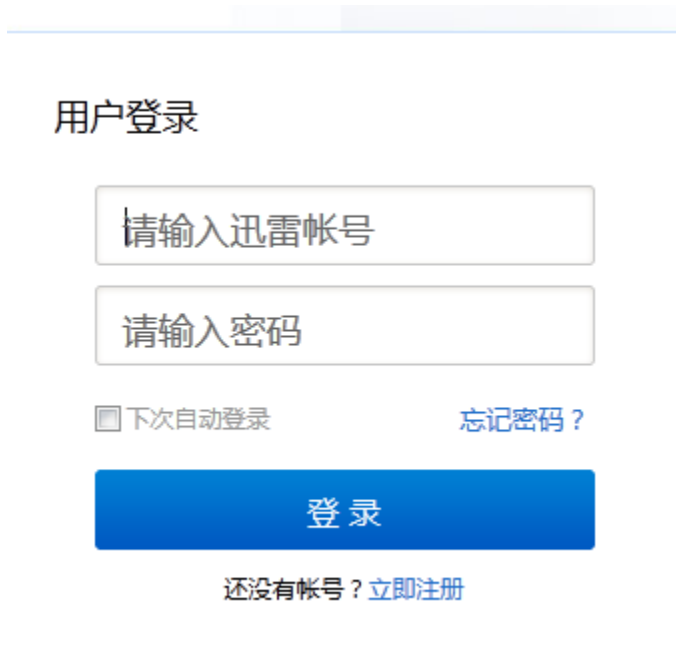 用户登录
请输入迅雷帐号
请输入密码
下次自动登录 忘记密码？
登录
还没有帐号？立即注册